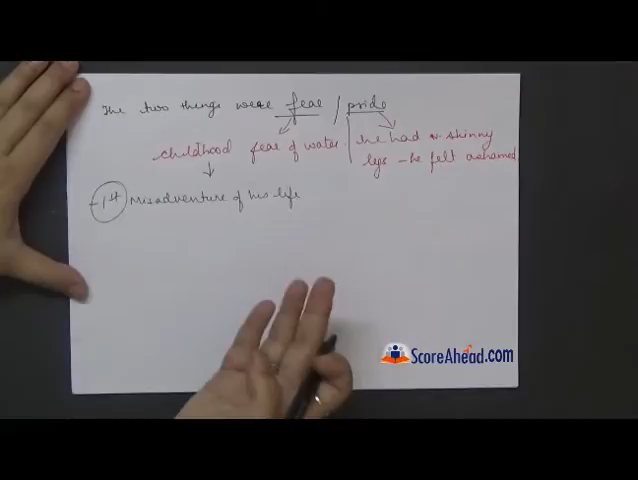 The two things were fear / pride
childhood fear of water.
he had v. skinny
legs - he felt ashamed
- 1st misadventure of his life
ScoreAhead.com